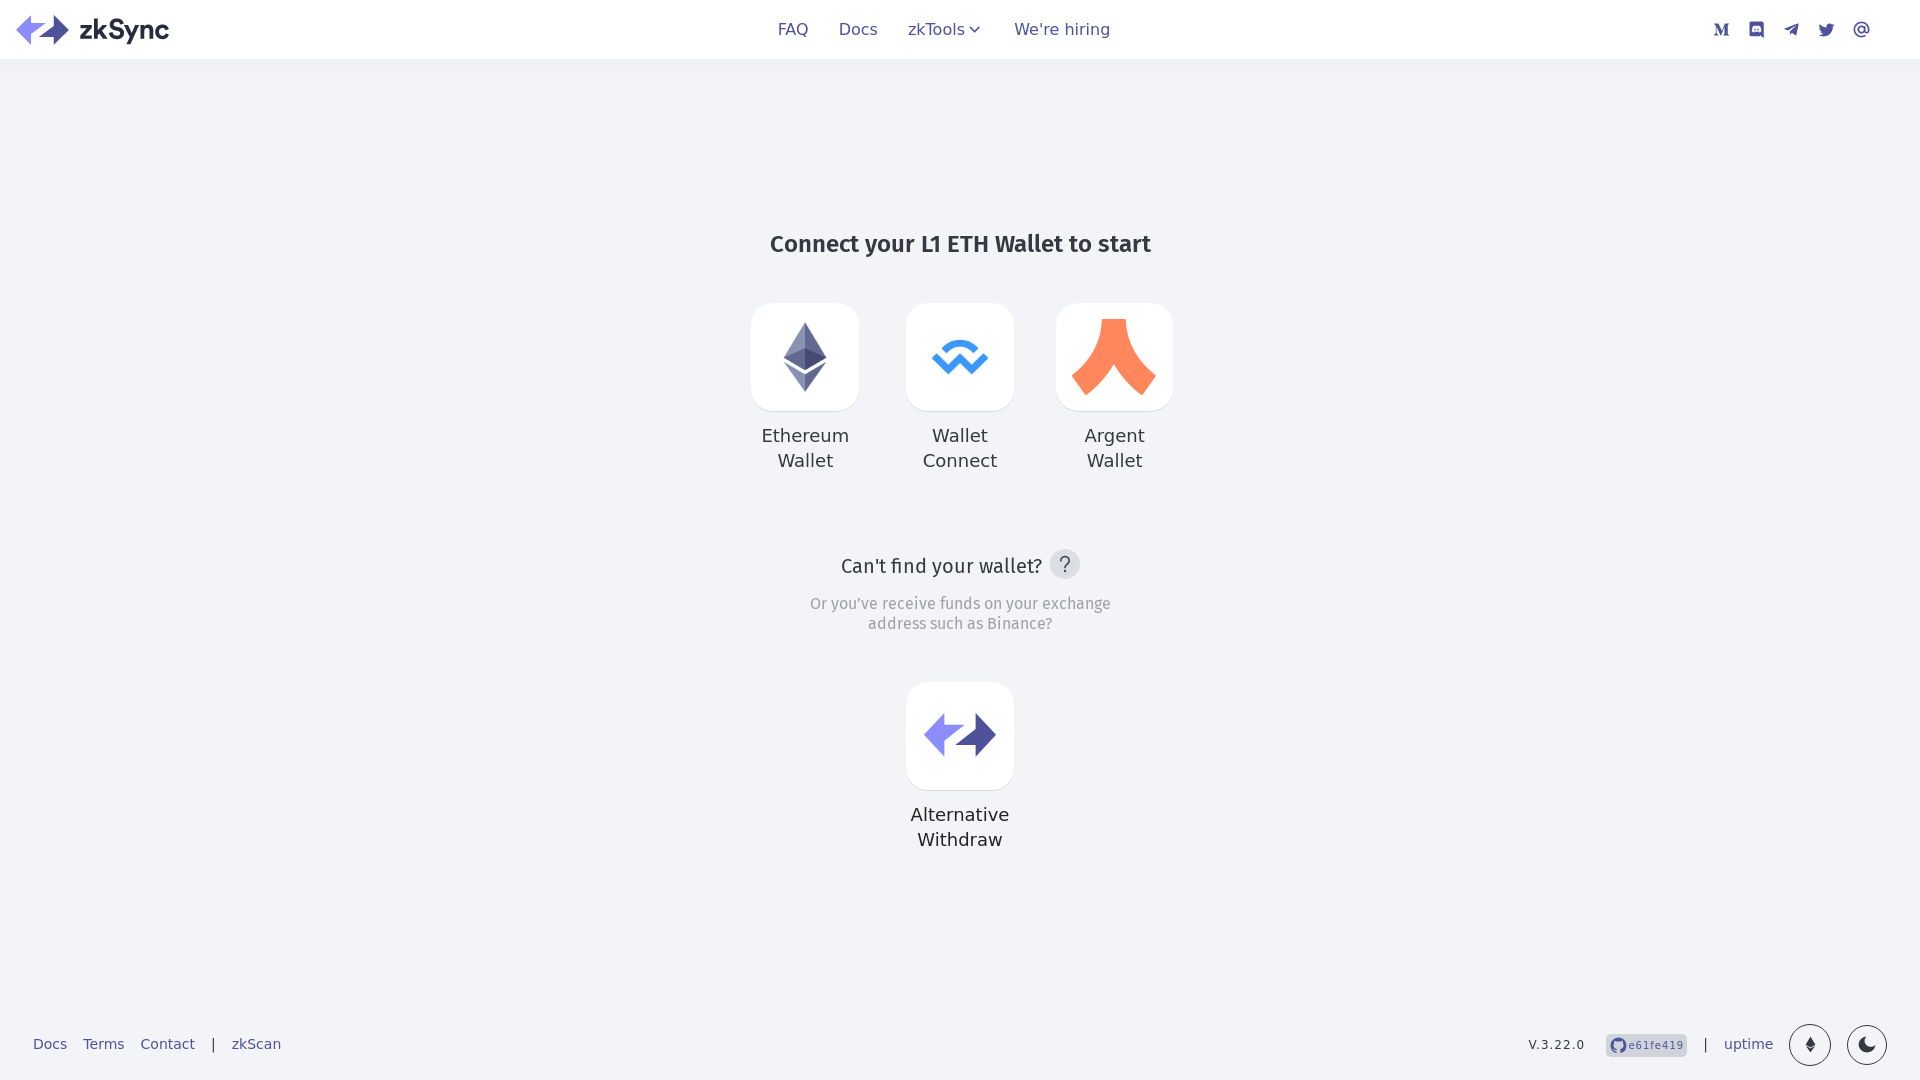 zkSync
FAQ Docs zkTools We're hiring
Connect your L1 ETH Wallet to start
Ethereum Wallet
Wallet Connect
Argent Wallet
Can't find your wallet? ?
Or you’ve receive funds on your exchange
address such as Binance?
Alternative
Withdraw
Docs Terms Contact | zkScan
V.3.22.0 e61fe419 | uptime